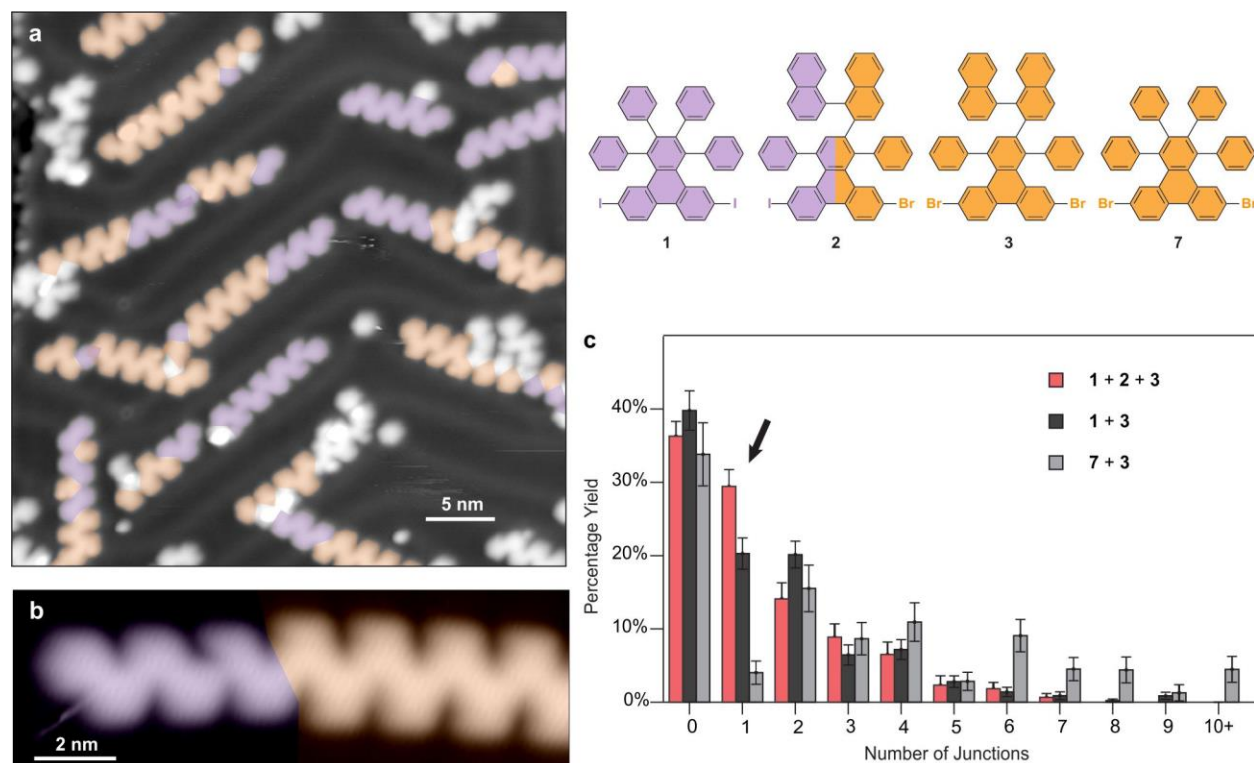 a
5 nm
b
2 nm
I I
1
I Br
2
Br Br
3
Br Br
7
c
Percentage Yield
40%
30%
20%
10%
0%
1 + 2 + 3
1 + 3
7 + 3
0 1 2 3 4 5 6 7 8 9 10+
Number of Junctions